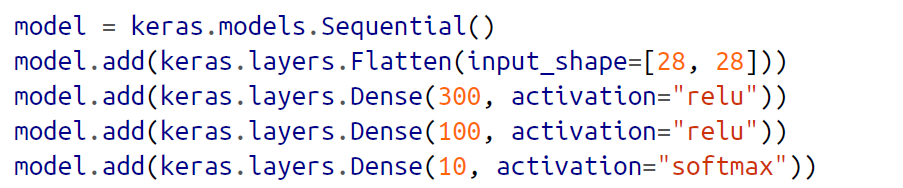 model = keras.models.Sequential()
model.add(keras.layers.Flatten(input_shape=[28, 28]))
model.add(keras.layers.Dense(300, activation="relu"))
model.add(keras.layers.Dense(100, activation="relu"))
model.add(keras.layers.Dense(10, activation="softmax"))